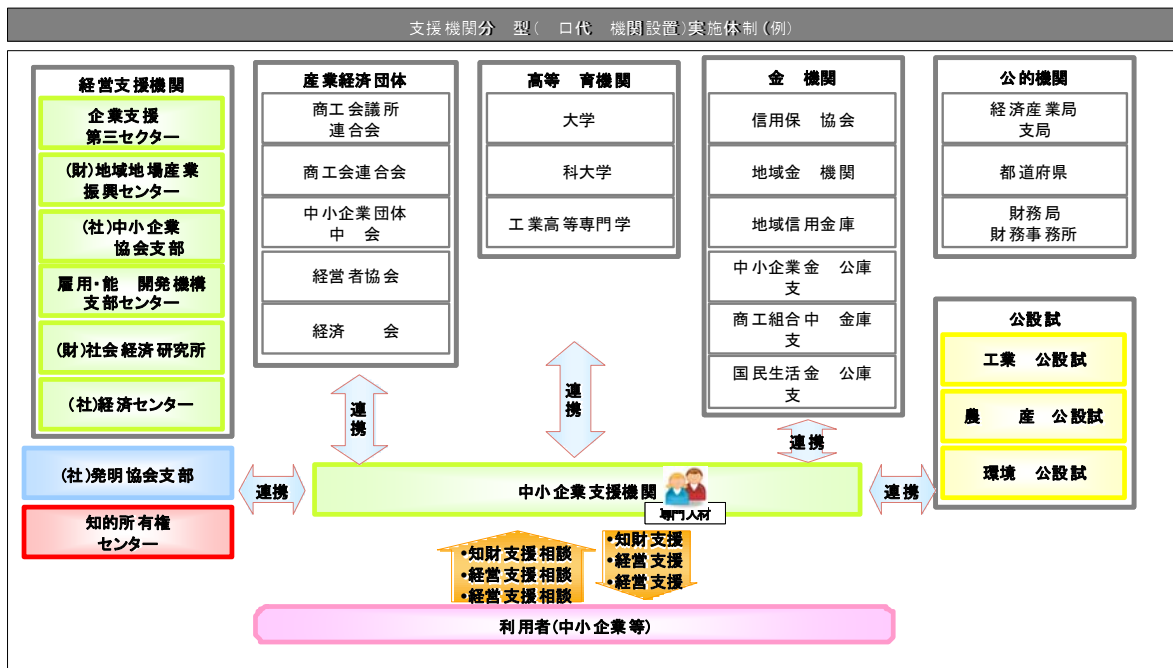 支援機関分 型( 口代 機関設置)実施体制(例)
経営支援機関
企業支援
第三セクター
(財)地域地場産業
振興センター
(社)中小企業
協会支部
雇用・能 開発機構
支部センター
(財)社会経済研究所
(社)経済センター
(社)発明協会支部
知的所有権
センター
産業経済団体
商工会議所
連合会
商工会連合会
中小企業団体
中 会
経営者協会
経済 会
高等 育機関
大学
科大学
工業高等専門学
金 機関
信用保 協会
地域金 機関
地域信用金庫
中小企業金 公庫
支
商工組合中 金庫
支
国民生活金 公庫
支
公的機関
経済産業局
支局
都道府県
財務局
財務事務所
公設試
工業 公設試
農 産 公設試
環境 公設試
連携
連携
連携
連携
連携
中小企業支援機関
専門人材
•知財支援相談
•経営支援相談
•経営支援相談
•知財支援
•経営支援
•経営支援
利用者(中小企業等)